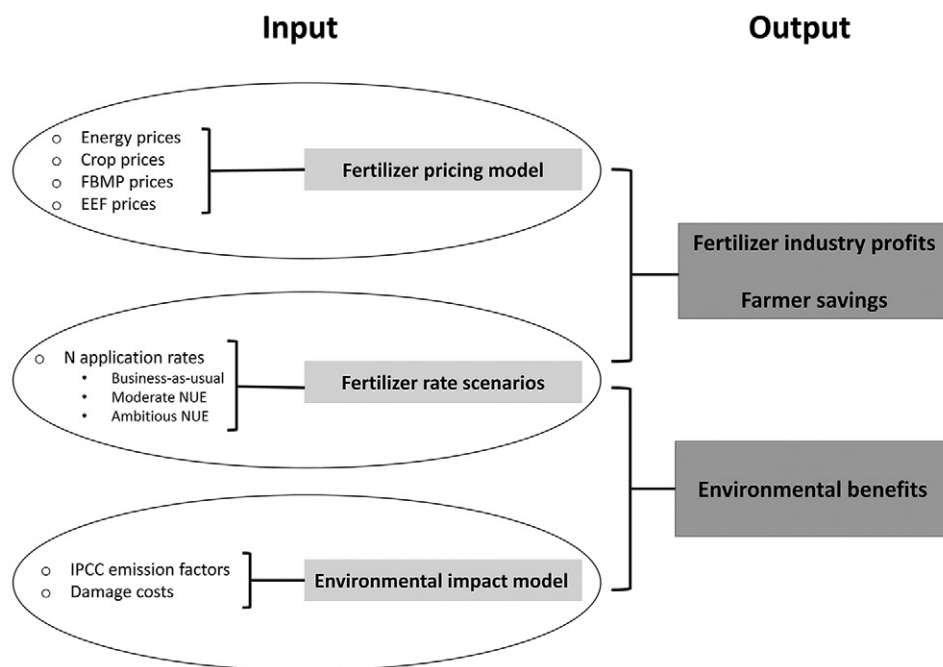 Input
Output
Energy prices
Crop prices
FBMP prices
EEF prices
Fertilizer pricing model
Fertilizer industry profits
Farmer savings
N application rates
Business-as-usual
Moderate NUE
Ambitious NUE
Fertilizer rate scenarios
Environmental benefits
IPCC emission factors
Damage costs
Environmental impact model